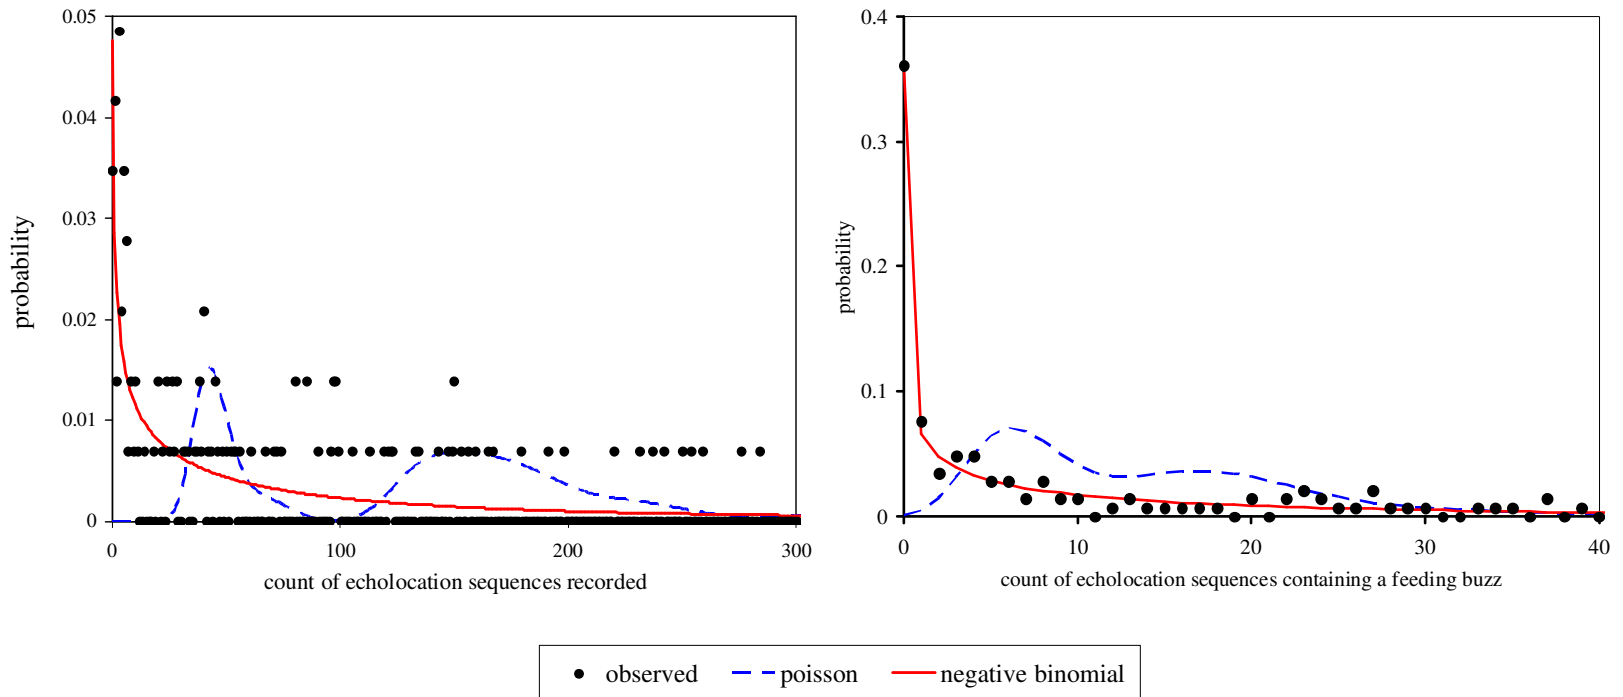 0.05
0.04
0.03
0.02
0.01
0
probability
0
100
200
300
count of echolocation sequences recorded
0.4
0.3
0.2
0.1
0
probability
0
10
20
30
40
count of echolocation sequences containing a feeding buzz
observed
poisson
negative binomial